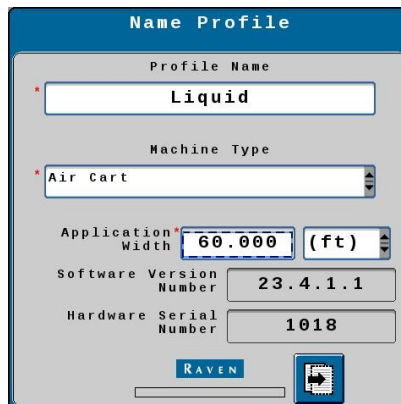 Name Profile
Profile Name
*
Liquid
Machine Type
*
Air Cart
Application*
Width
60.000
(ft)
Software Version
Number
23.4.1.1
Hardware Serial
Number
1018
RAVEN